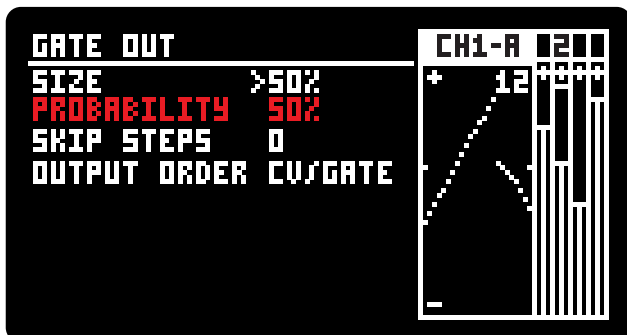 GATE OUT
SIZE >50%
PROBABILITY 50%
SKIP STEPS 0
OUTPUT ORDER CV/GATE
CH1-A 2
+ 12
-